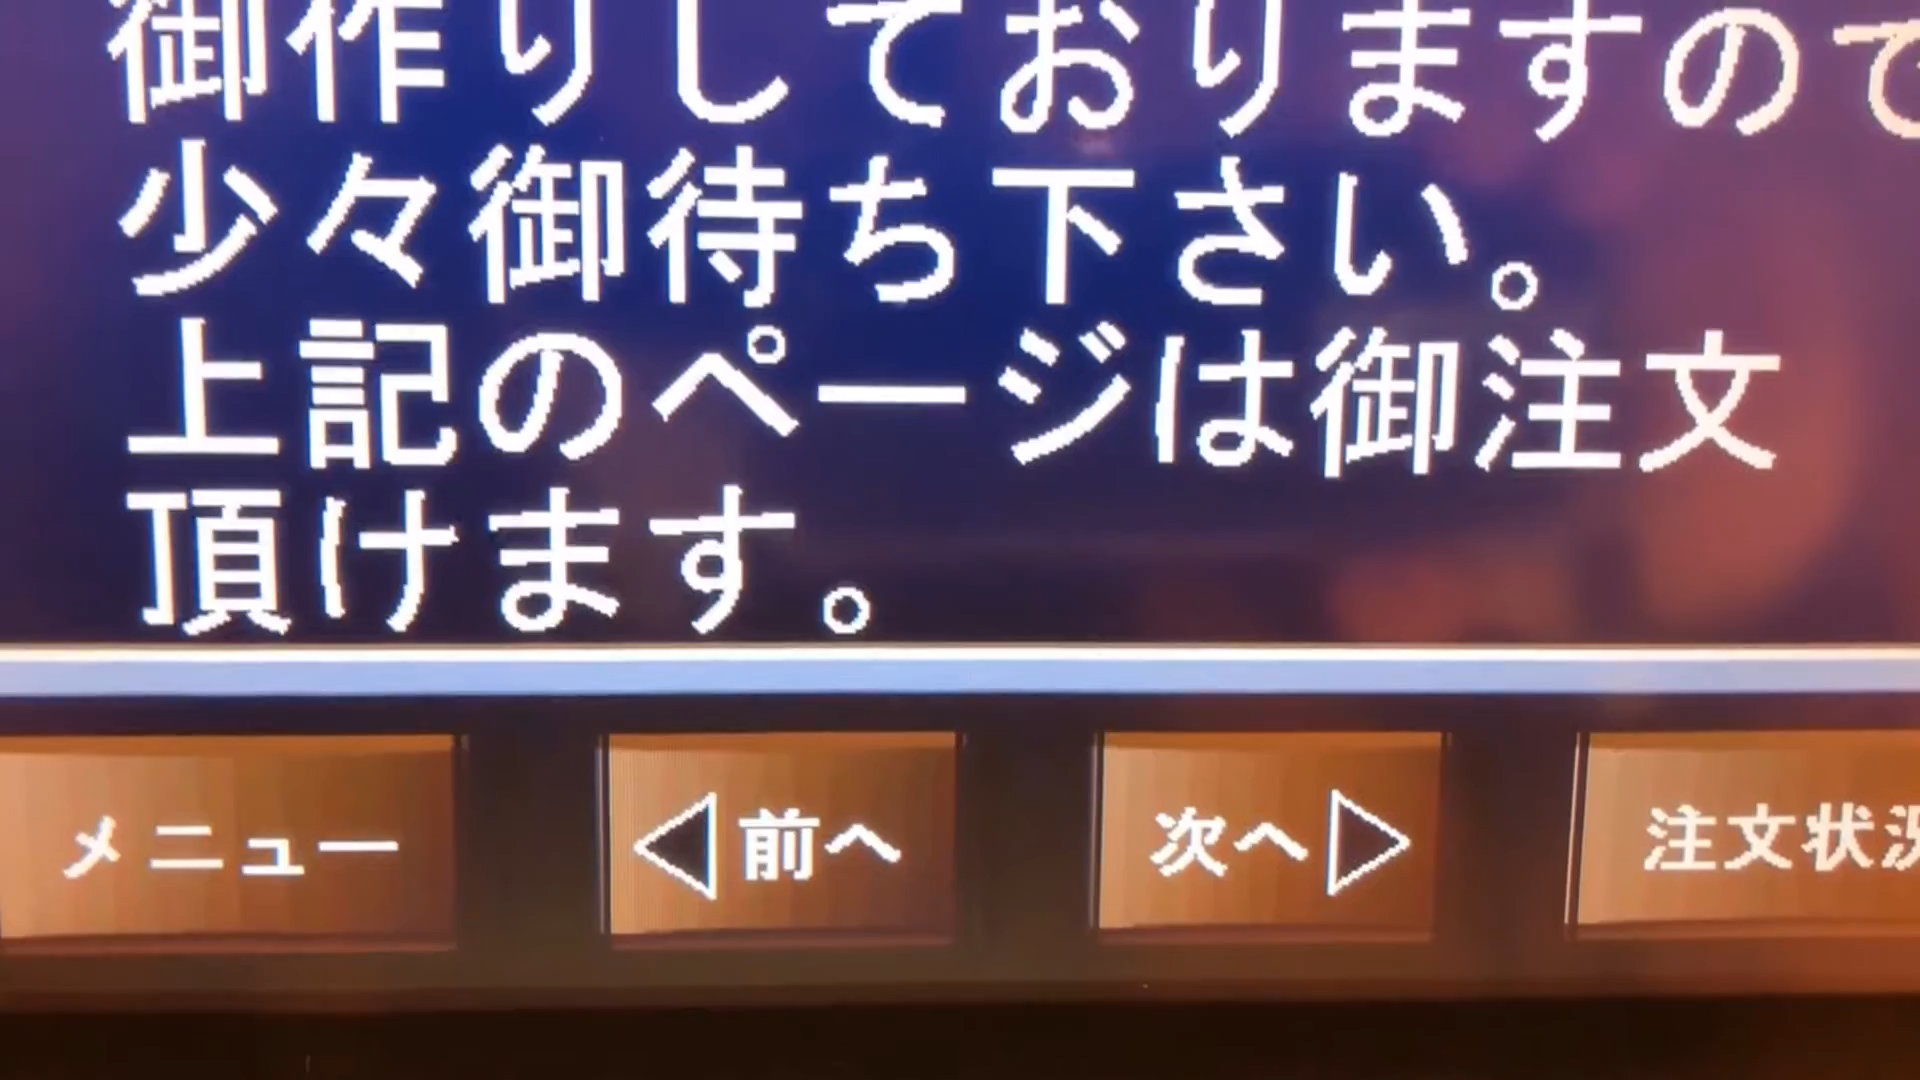 御作りしておりますので
少々御待ち下さい。
上記のページは御注文
頂けます。
メニュー
◁前へ
次へ▷
注文状況